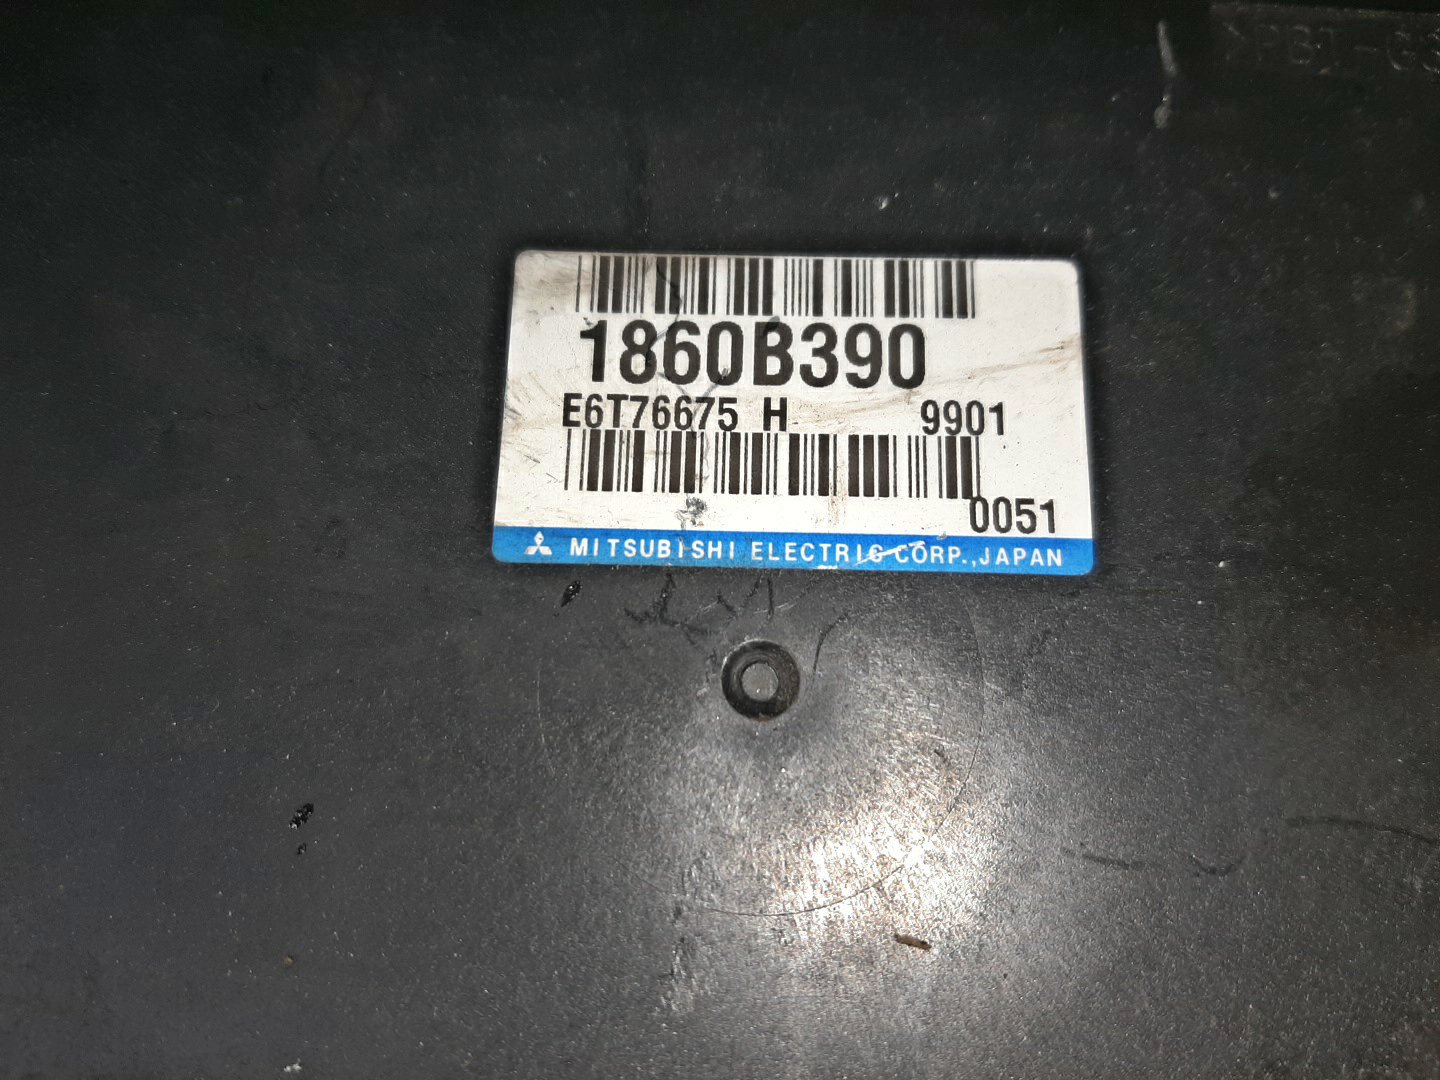 1860B390
E6T76675 H 9901
0051
MITSUBISHI ELECTRIC CORP.,JAPAN